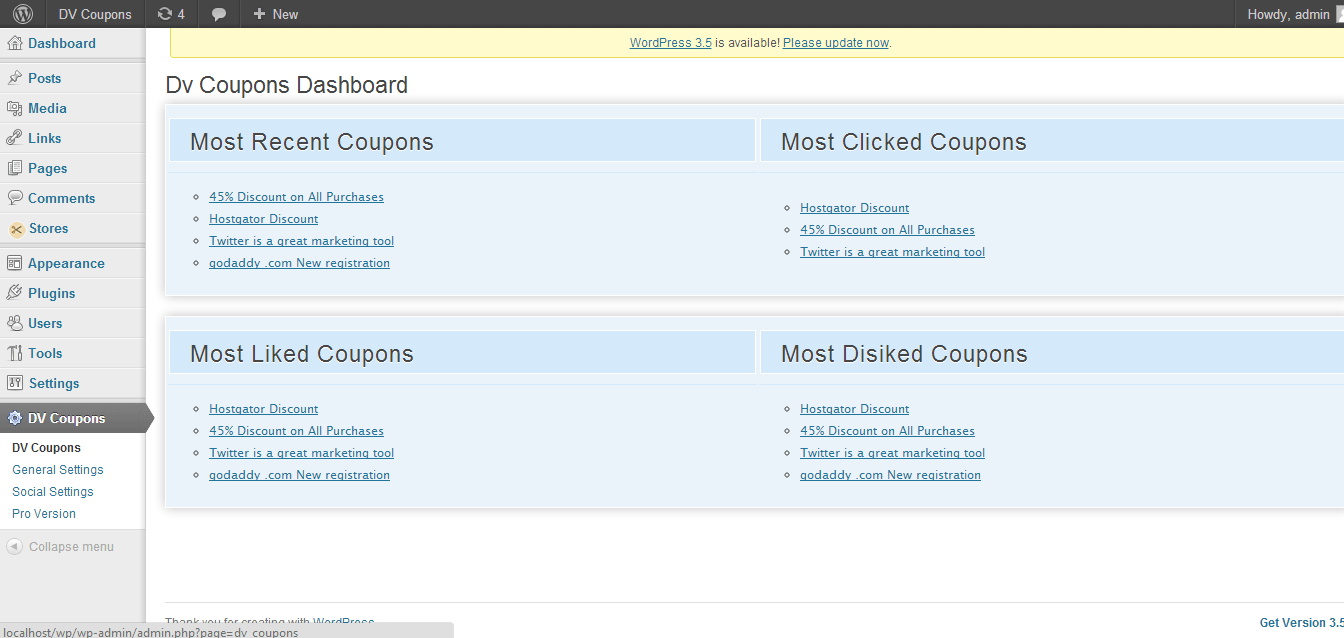 DV Coupons 4 New Howdy, admin
Dashboard
Posts
Media
Links
Pages
Comments
Stores
Appearance
Plugins
Users
Tools
Settings
DV Coupons
DV Coupons
General Settings
Social Settings
Pro Version
Collapse menu
WordPress 3.5 is available! Please update now.
Dv Coupons Dashboard
Most Recent Coupons
45% Discount on All Purchases
Hostgator Discount
Twitter is a great marketing tool
godaddy .com New registration
Most Clicked Coupons
Hostgator Discount
45% Discount on All Purchases
Twitter is a great marketing tool
Most Liked Coupons
Hostgator Discount
45% Discount on All Purchases
Twitter is a great marketing tool
godaddy .com New registration
Most Disiked Coupons
Hostgator Discount
45% Discount on All Purchases
Twitter is a great marketing tool
godaddy .com New registration
Thank you for creating with WordPress.
Get Version 3.5
localhost/wp/wp-admin/admin.php?page=dv_coupons